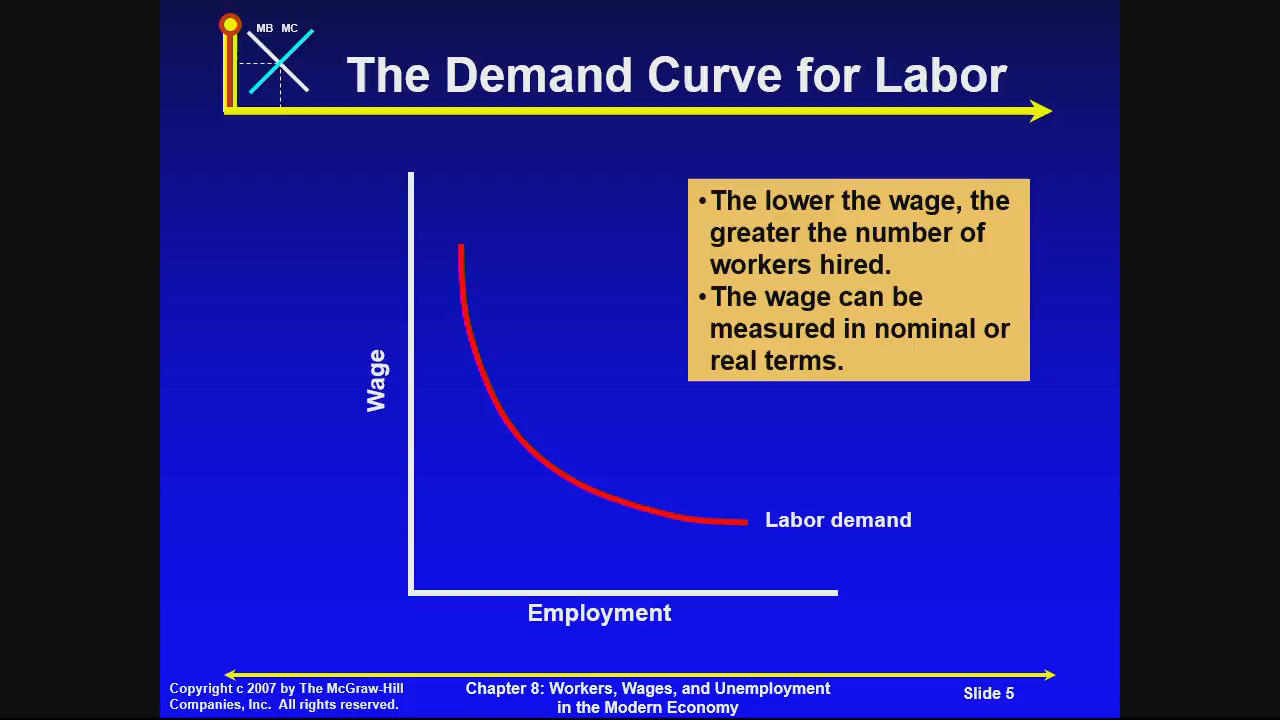 MB MC
The Demand Curve for Labor
• The lower the wage, the
greater the number of
workers hired.
• The wage can be
measured in nominal or
real terms.
Wage
Labor demand
Employment
Copyright c 2007 by The McGraw-Hill
Companies, Inc. All rights reserved.
Chapter 8: Workers, Wages, and Unemployment
in the Modern Economy
Slide 5